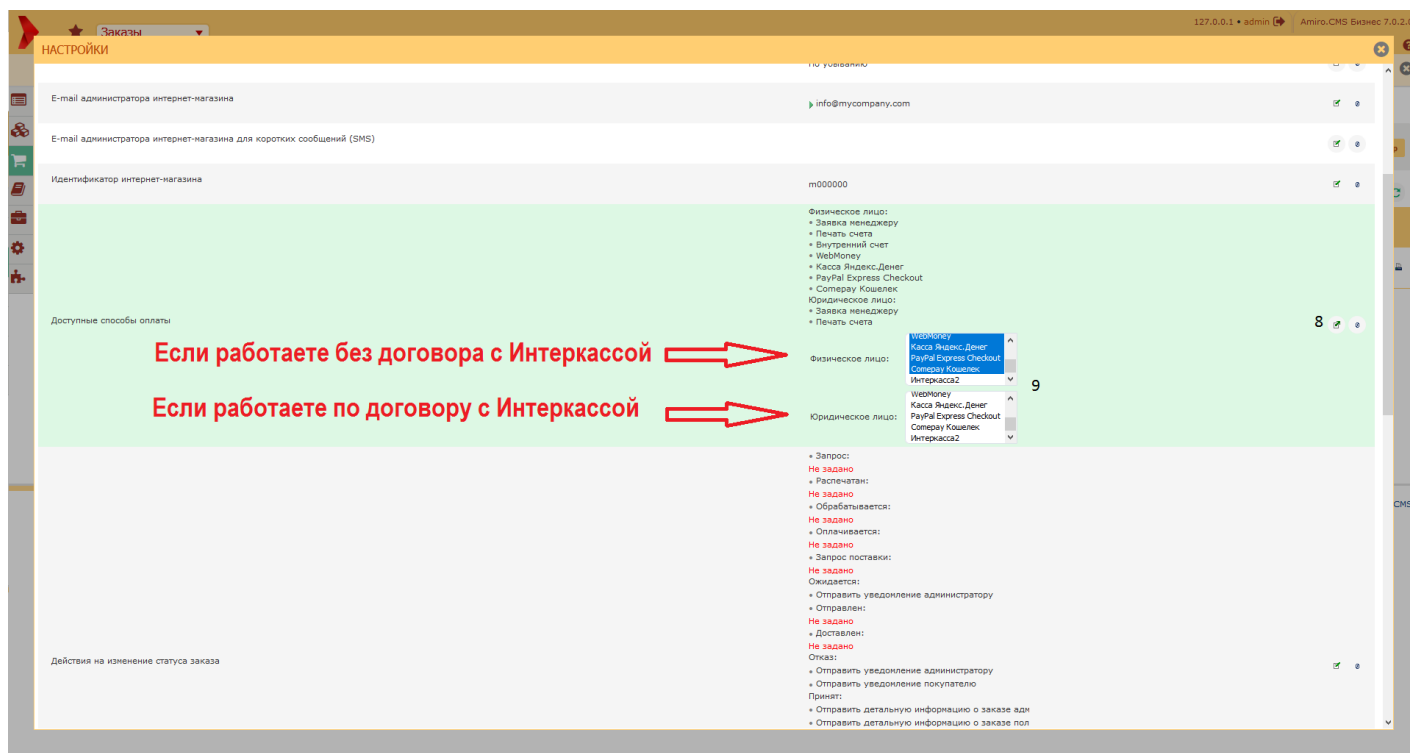 127.0.0.1 • admin
Amiro.CMS Бизнес 7.0.2.
Заказы
НАСТРОЙКИ
По убыванию
E-mail администратора интернет-магазина
info@mycompany.com
E-mail администратора интернет-магазина для коротких сообщений (SMS)
Идентификатор интернет-магазина
m000000
Физическое лицо:
• Заявка менеджеру
• Печать счета
• Внутренний счет
• WebMoney
• Касса Яндекс.Денег
• PayPal Express Checkout
• Comepay Кошелек
Юридическое лицо:
• Заявка менеджеру
• Печать счета
Доступные способы оплаты
8
Если работаете без договора с Интеркассой
Физическое лицо:
WebMoney
Касса Яндекс.Денег
PayPal Express Checkout
Comepay Кошелек
Интеркасса2
9
Если работаете по договору с Интеркассой
Юридическое лицо:
WebMoney
Касса Яндекс.Денег
PayPal Express Checkout
Comepay Кошелек
Интеркасса2
• Запрос:
Не задано
• Распечатан:
Не задано
• Обрабатывается:
Не задано
• Оплачивается:
Не задано
• Запрос поставки:
Не задано
Ожидается:
• Отправить уведомление администратору
• Отправлен:
Не задано
• Доставлен:
Не задано
Действия на изменение статуса заказа
Отказ:
• Отправить уведомление администратору
• Отправить уведомление покупателю
Принят:
• Отправить детальную информацию о заказе адм
• Отправить детальную информацию о заказе пол
CMS